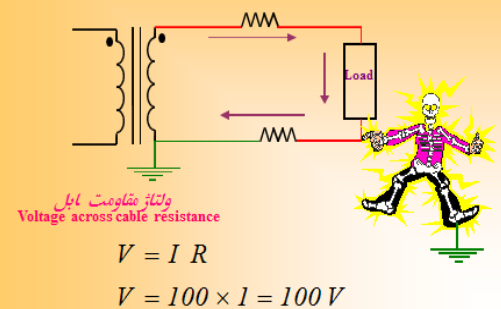 Load
ولتاژ مقاومت ابل
Voltage across cable resistance
V = I R
V = 100 × 1 = 100 V